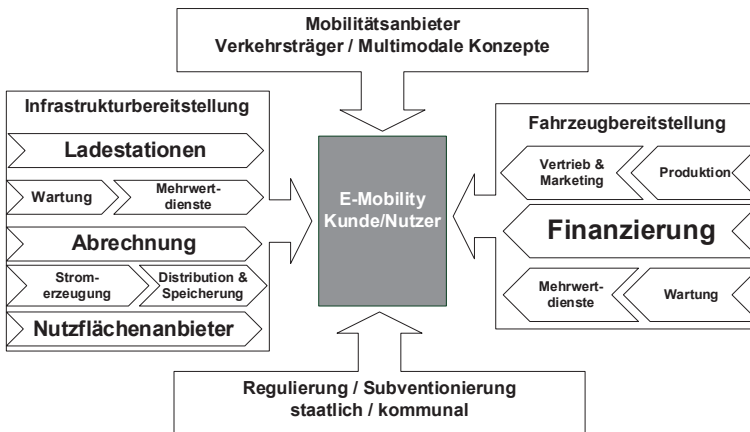 Mobilitätsanbieter
Verkehrsträger / Multimodale Konzepte
Infrastrukturbereitstellung
Ladestationen
Wartung
Mehrwert-
dienste
Abrechnung
Strom-
erzeugung
Distribution &
Speicherung
Nutzflächenanbieter
E-Mobility
Kunde/Nutzer
Fahrzeugbereitstellung
Vertrieb &
Marketing
Produktion
Finanzierung
Mehrwert-
dienste
Wartung
Regulierung / Subventionierung
staatlich / kommunal